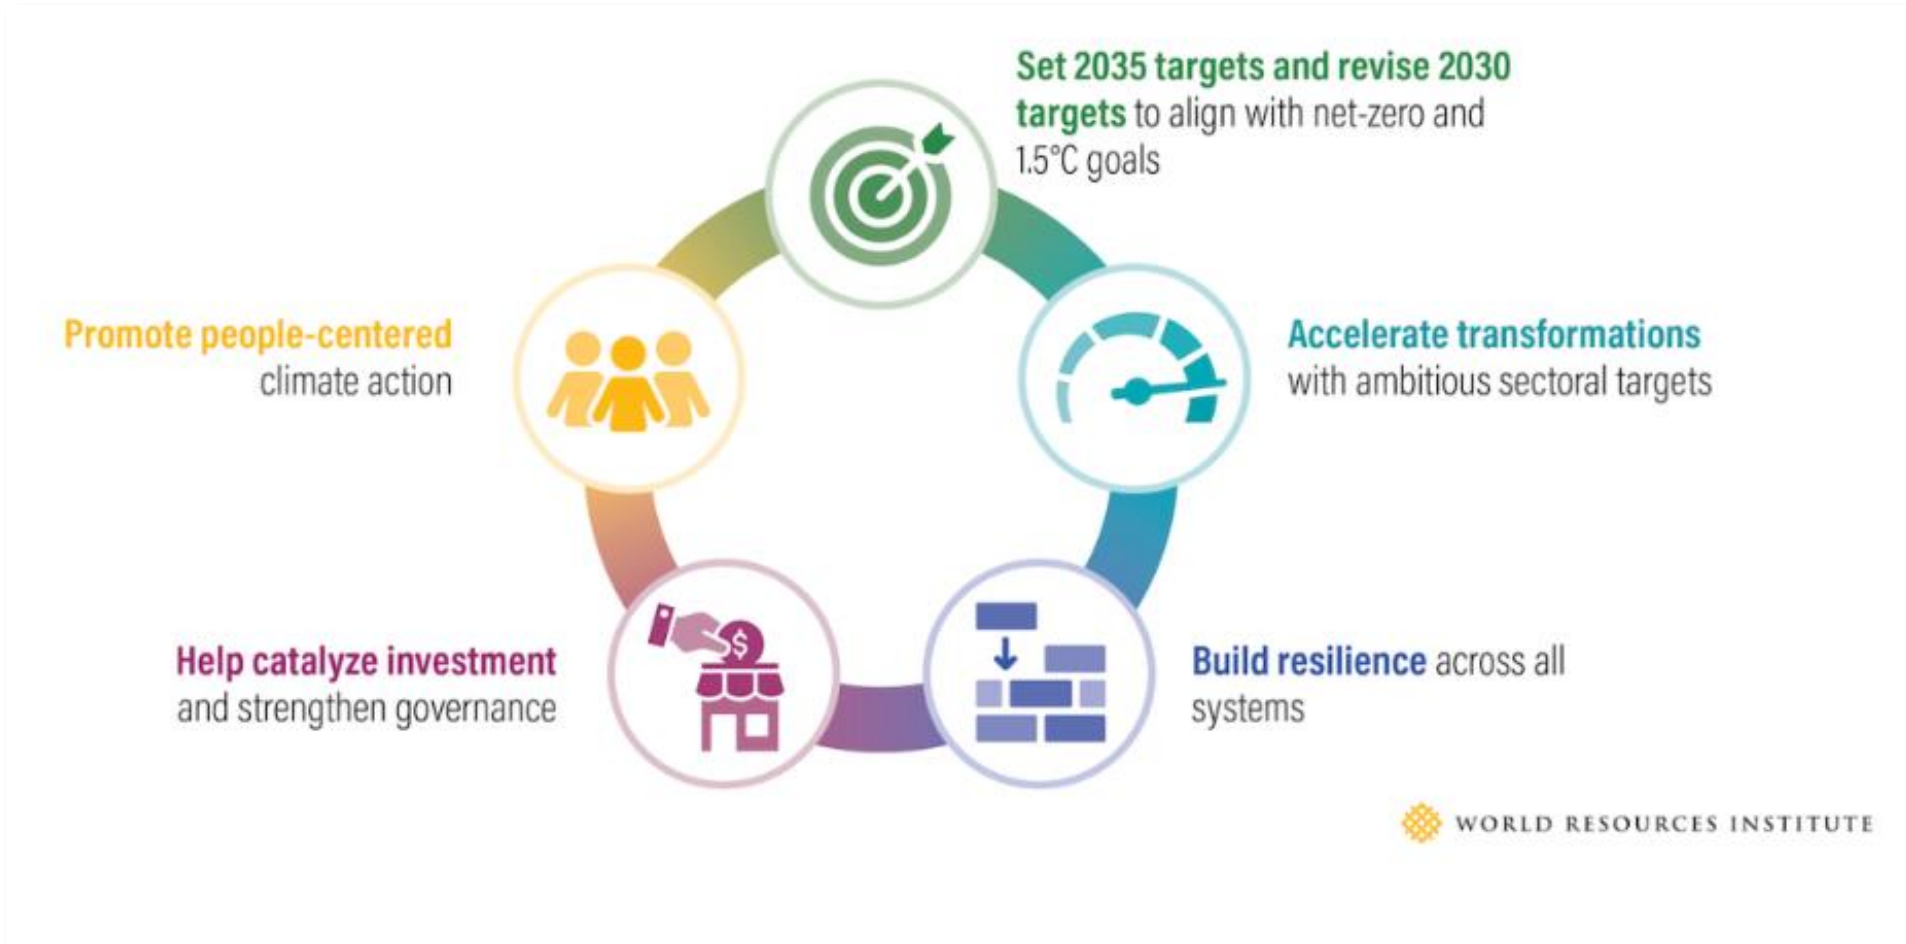 Set 2035 targets and revise 2030
targets to align with net-zero and
1.5°C goals
Promote people-centered
climate action
Accelerate transformations
with ambitious sectoral targets
Help catalyze investment
and strengthen governance
$
Build resilience across all
systems
WORLD RESOURCES INSTITUTE